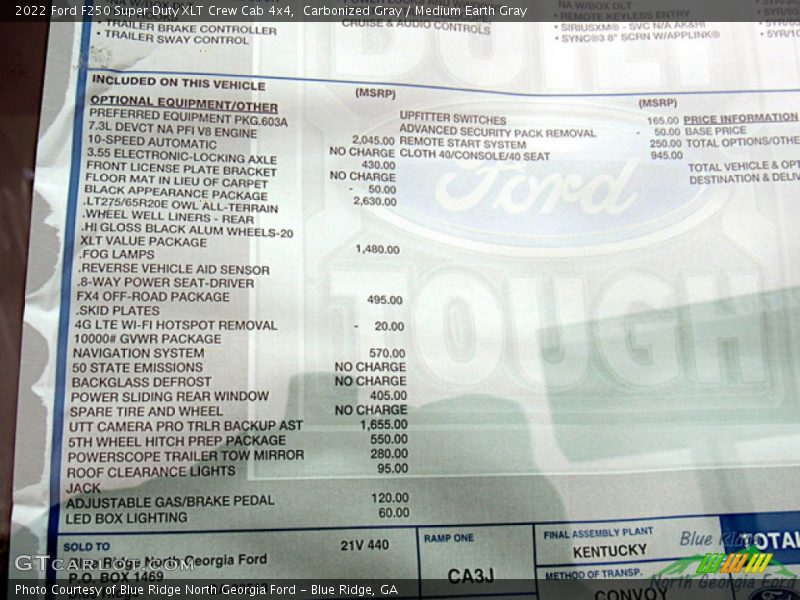 2022 Ford F250 Super Duty XLT Crew Cab 4x4, Carbonized Gray / Medium Earth Gray
• TRAILER BRAKE CONTROLLER
• TRAILER SWAY CONTROL
CRUISE & AUDIO CONTROLS
NA W/BOX DLT
• REMOTE KEYLESS ENTRY
• SIRIUSXM® - SVC N/A AK&HI
• SYNC®3 8" SCRN W/APPLINK®
INCLUDED ON THIS VEHICLE
(MSRP)
OPTIONAL EQUIPMENT/OTHER
PREFERRED EQUIPMENT PKG.603A
7.3L DEVCT NA PFI V8 ENGINE 2,045.00
10-SPEED AUTOMATIC NO CHARGE
3.55 ELECTRONIC-LOCKING AXLE 430.00
FRONT LICENSE PLATE BRACKET NO CHARGE
FLOOR MAT IN LIEU OF CARPET - 50.00
BLACK APPEARANCE PACKAGE 2,630.00
.LT275/65R20E OWL ALL-TERRAIN
.WHEEL WELL LINERS - REAR
.HI GLOSS BLACK ALUM WHEELS-20
XLT VALUE PACKAGE 1,480.00
.FOG LAMPS
.REVERSE VEHICLE AID SENSOR
.8-WAY POWER SEAT-DRIVER
FX4 OFF-ROAD PACKAGE 495.00
.SKID PLATES
4G LTE WI-FI HOTSPOT REMOVAL - 20.00
10000# GVWR PACKAGE
NAVIGATION SYSTEM 570.00
50 STATE EMISSIONS NO CHARGE
BACKGLASS DEFROST NO CHARGE
POWER SLIDING REAR WINDOW 405.00
SPARE TIRE AND WHEEL NO CHARGE
UTT CAMERA PRO TRLR BACKUP AST 1,655.00
5TH WHEEL HITCH PREP PACKAGE 550.00
POWERSCOPE TRAILER TOW MIRROR 280.00
ROOF CLEARANCE LIGHTS 95.00
JACK
ADJUSTABLE GAS/BRAKE PEDAL 120.00
LED BOX LIGHTING 60.00
(MSRP)
UPFITTER SWITCHES 165.00
ADVANCED SECURITY PACK REMOVAL - 50.00
REMOTE START SYSTEM 250.00
CLOTH 40/CONSOLE/40 SEAT 945.00
PRICE INFORMATION
BASE PRICE
TOTAL OPTIONS/OTHE
TOTAL VEHICLE & OPT
DESTINATION & DELIV
Ford
TOUGH
SOLD TO
21V 440
Blue Ridge North Georgia Ford
P.O. BOX 1469
RAMP ONE
CA3J
FINAL ASSEMBLY PLANT
KENTUCKY
METHOD OF TRANSP.
CONVOY
TOTAL
Blue Ridge
North Georgia Ford
GTCarLot.com
Photo Courtesy of Blue Ridge North Georgia Ford – Blue Ridge, GA